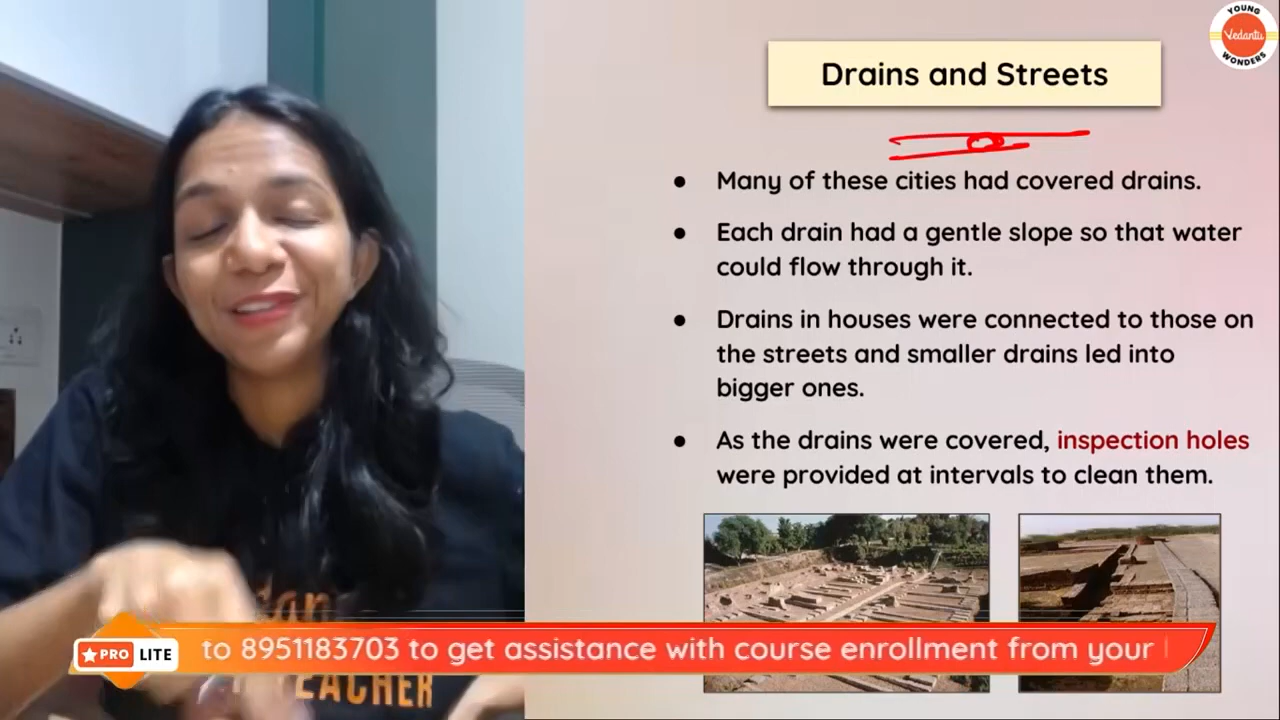 YOUNG
Vedantu
WONDERS
Drains and Streets
● Many of these cities had covered drains.
● Each drain had a gentle slope so that water
could flow through it.
● Drains in houses were connected to those on
the streets and smaller drains led into
bigger ones.
● As the drains were covered, inspection holes
were provided at intervals to clean them.
PRO LITE
to 8951183703 to get assistance with course enrollment from your
TEACHER